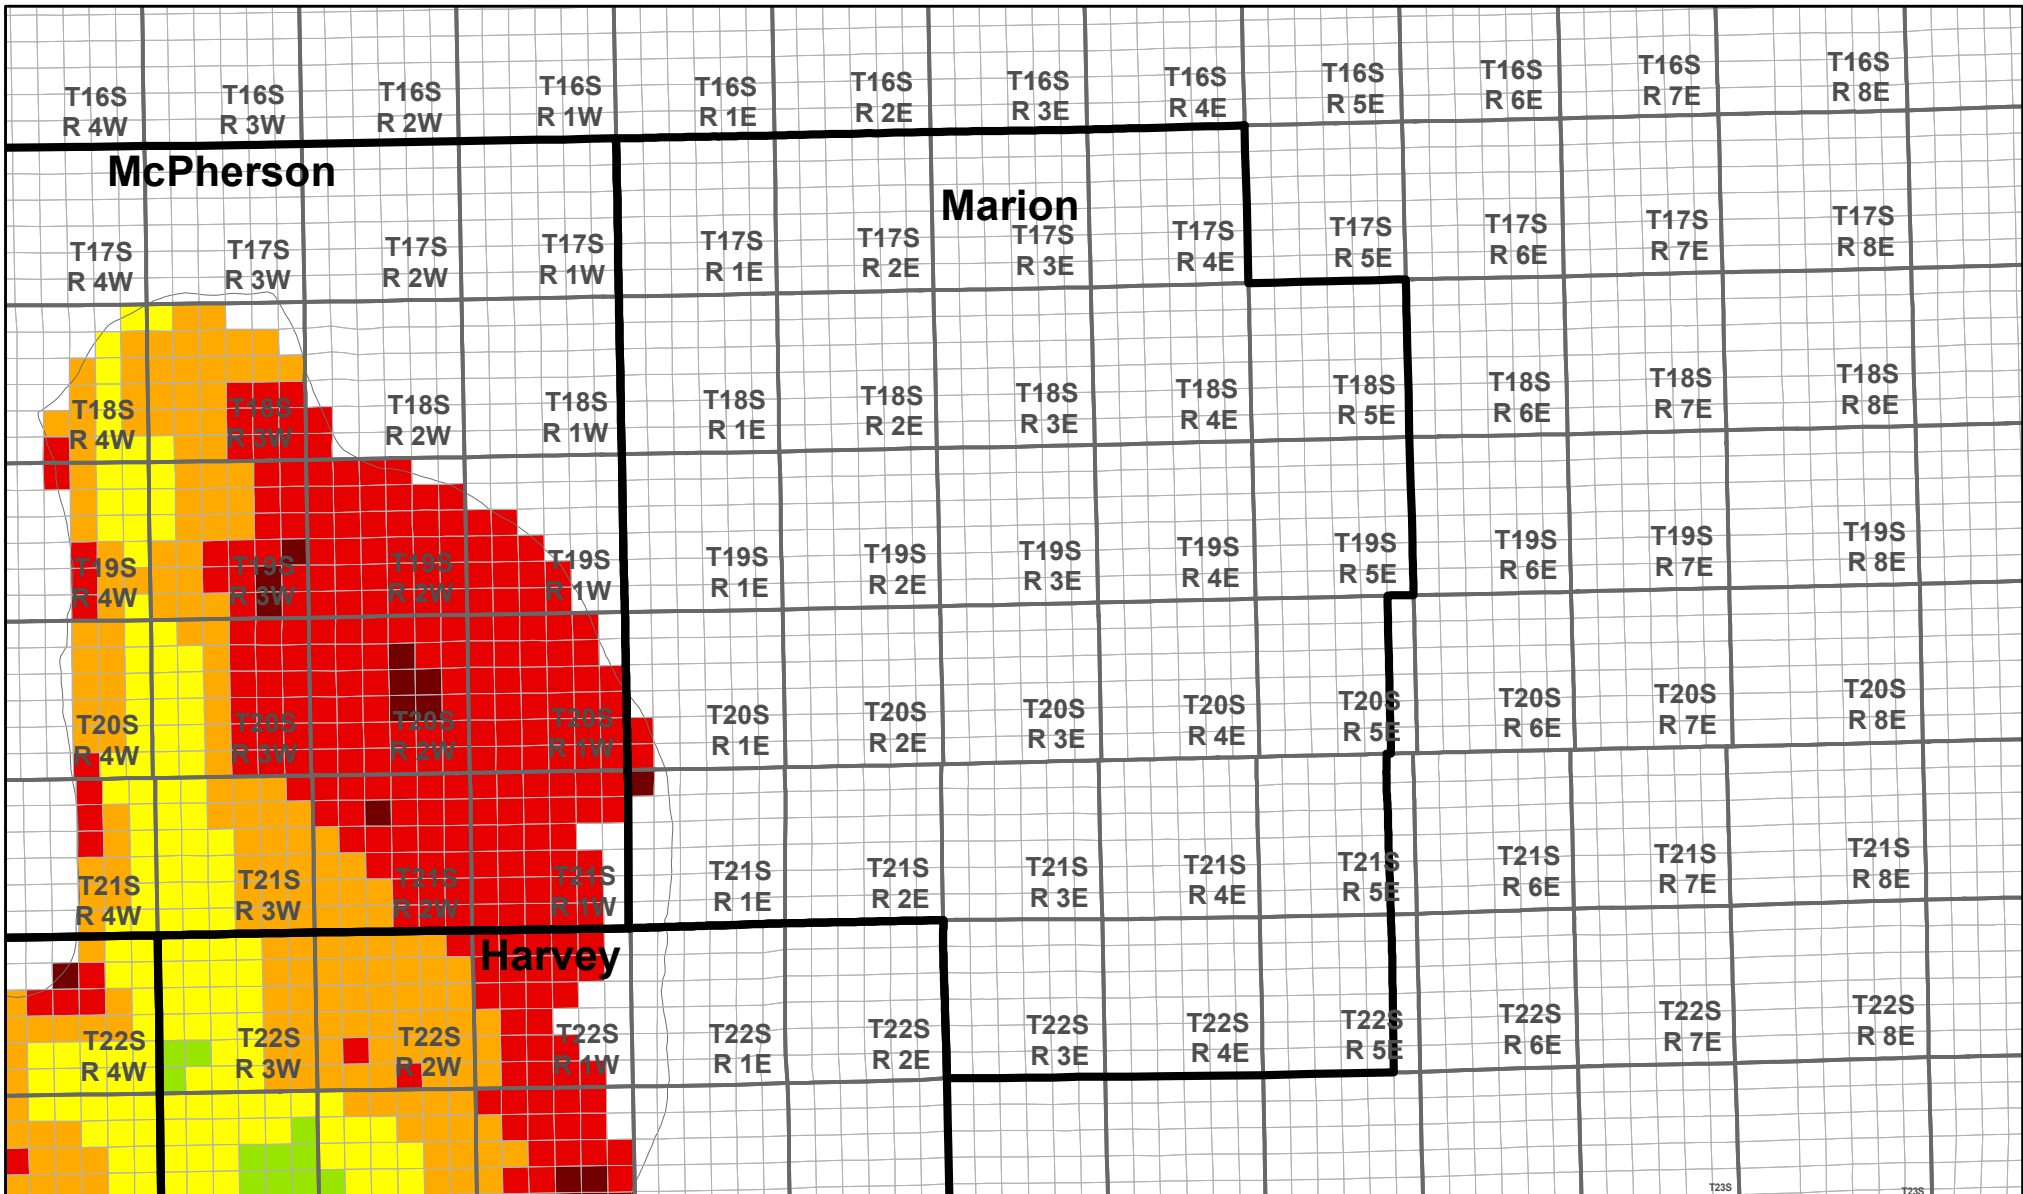 T16S T16S T16S T16S T16S T16S T16S T16S T16S T16S T16S T16S
R 4W R 3W R 2W R 1W R 1E R 2E R 3E R 4E R 5E R 6E R 7E R 8E
McPherson
Marion
T17S T17S T17S T17S T17S T17S T17S T17S T17S T17S T17S T17S
R 4W R 3W R 2W R 1W R 1E R 2E R 3E R 4E R 5E R 6E R 7E R 8E
T18S T18S T18S T18S T18S T18S T18S T18S T18S T18S T18S T18S
R 4W R 3W R 2W R 1W R 1E R 2E R 3E R 4E R 5E R 6E R 7E R 8E
T19S T19S T19S T19S T19S T19S T19S T19S T19S T19S T19S T19S
R 4W R 3W R 2W R 1W R 1E R 2E R 3E R 4E R 5E R 6E R 7E R 8E
T20S T20S T20S T20S T20S T20S T20S T20S T20S T20S T20S T20S
R 4W R 3W R 2W R 1W R 1E R 2E R 3E R 4E R 5E R 6E R 7E R 8E
T21S T21S T21S T21S T21S T21S T21S T21S T21S T21S T21S T21S
R 4W R 3W R 2W R 1W R 1E R 2E R 3E R 4E R 5E R 6E R 7E R 8E
Harvey
T22S T22S T22S T22S T22S T22S T22S T22S T22S T22S T22S T22S
R 4W R 3W R 2W R 1W R 1E R 2E R 3E R 4E R 5E R 6E R 7E R 8E
T23S T23S